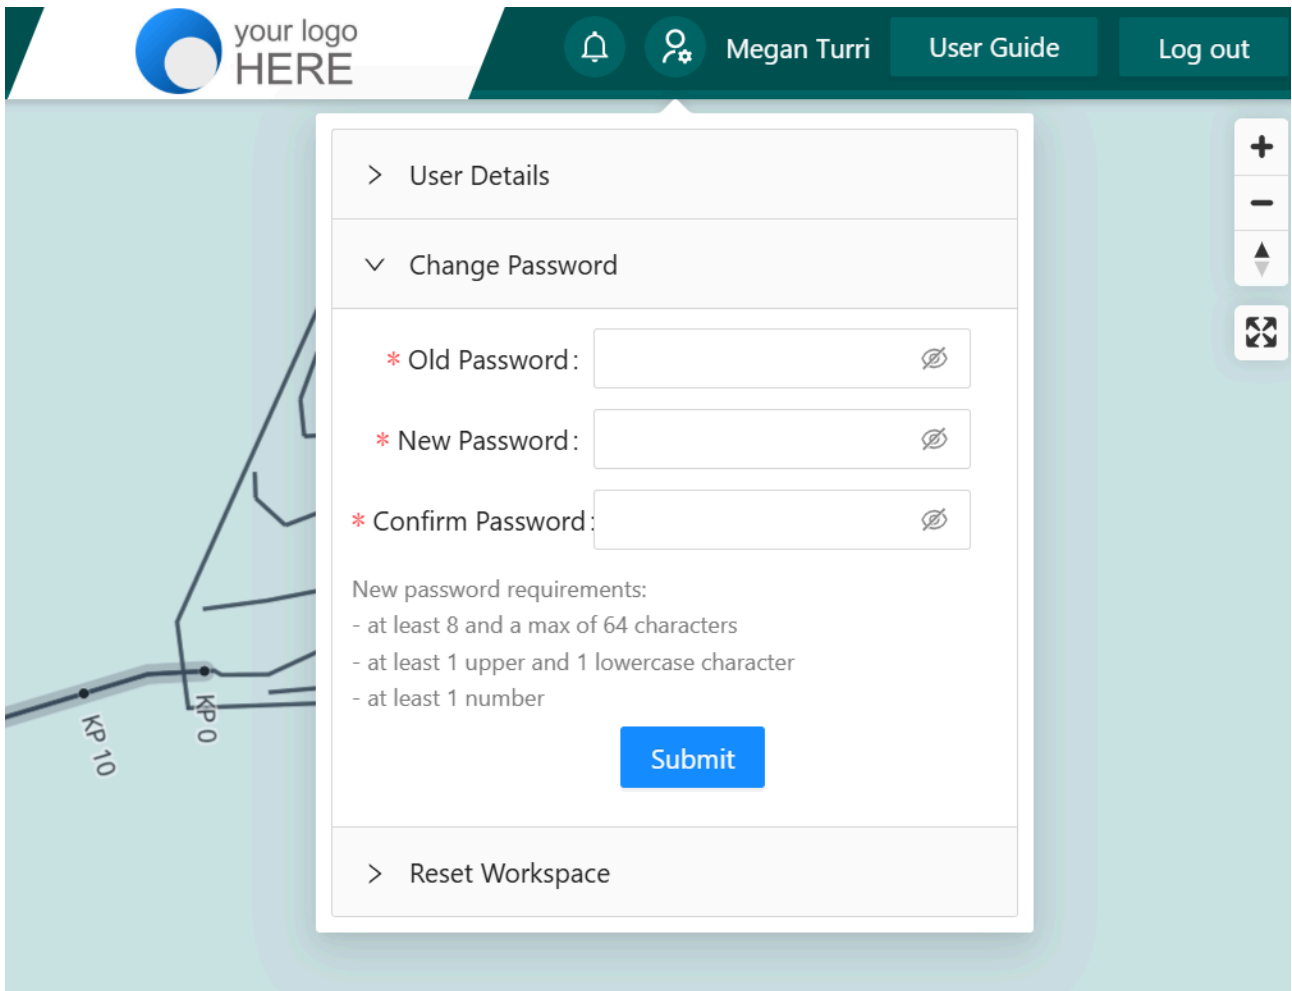 your logo
HERE
Megan Turri
User Guide
Log out
User Details
Change Password
* Old Password:
* New Password:
* Confirm Password:
New password requirements:
- at least 8 and a max of 64 characters
- at least 1 upper and 1 lowercase character
- at least 1 number
Submit
Reset Workspace
KP 0
KP 10